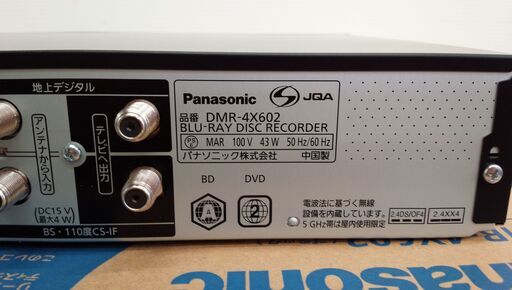 地上デジタル
アンテナから入力
テレビへ出力
(DC15 V
最大4 W)
BS・110度CS-IF
Panasonic
JQA
品番 DMR-4X602
BLU-RAY DISC RECORDER
PS E MAR 100 V 43 W 50 Hz/60 Hz
パナソニック株式会社 中国製
BD DVD
A 2
電波法に基づく無線
設備を内蔵しています。
5 GHz帯は屋内使用限定
2.4DS/OF4 2.4XX4